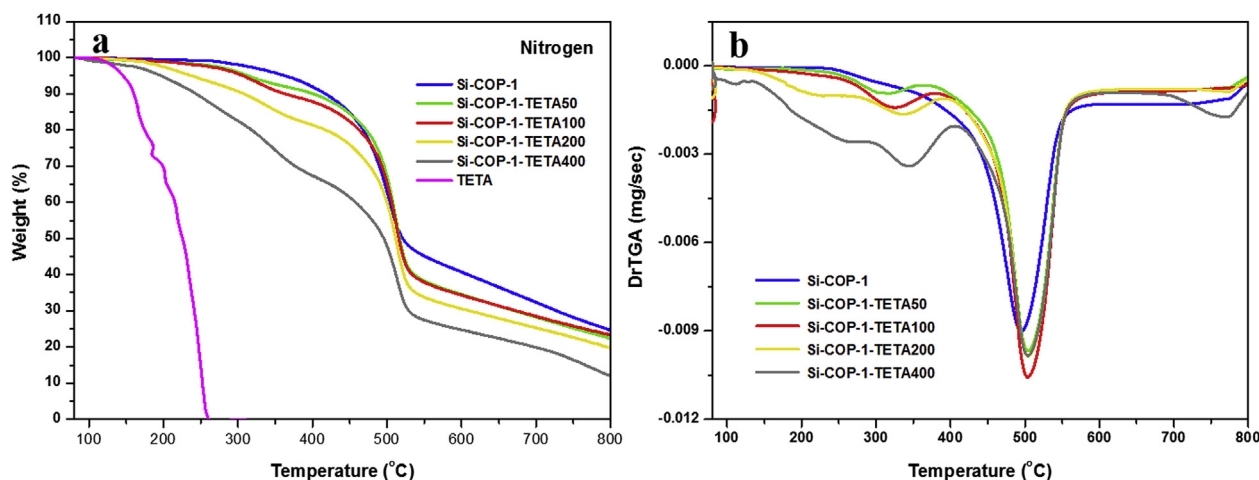 a
Nitrogen
Si-COP-1
Si-COP-1-TETA50
Si-COP-1-TETA100
Si-COP-1-TETA200
Si-COP-1-TETA400
TETA
110
100
90
80
70
60
50
40
30
20
10
0
Weight (%)
100 200 300 400 500 600 700 800
Temperature (°C)
b
0.000
-0.003
-0.006
-0.009
-0.012
DrTGA (mg/sec)
Si-COP-1
Si-COP-1-TETA50
Si-COP-1-TETA100
Si-COP-1-TETA200
Si-COP-1-TETA400
100 200 300 400 500 600 700 800
Temperature (°C)